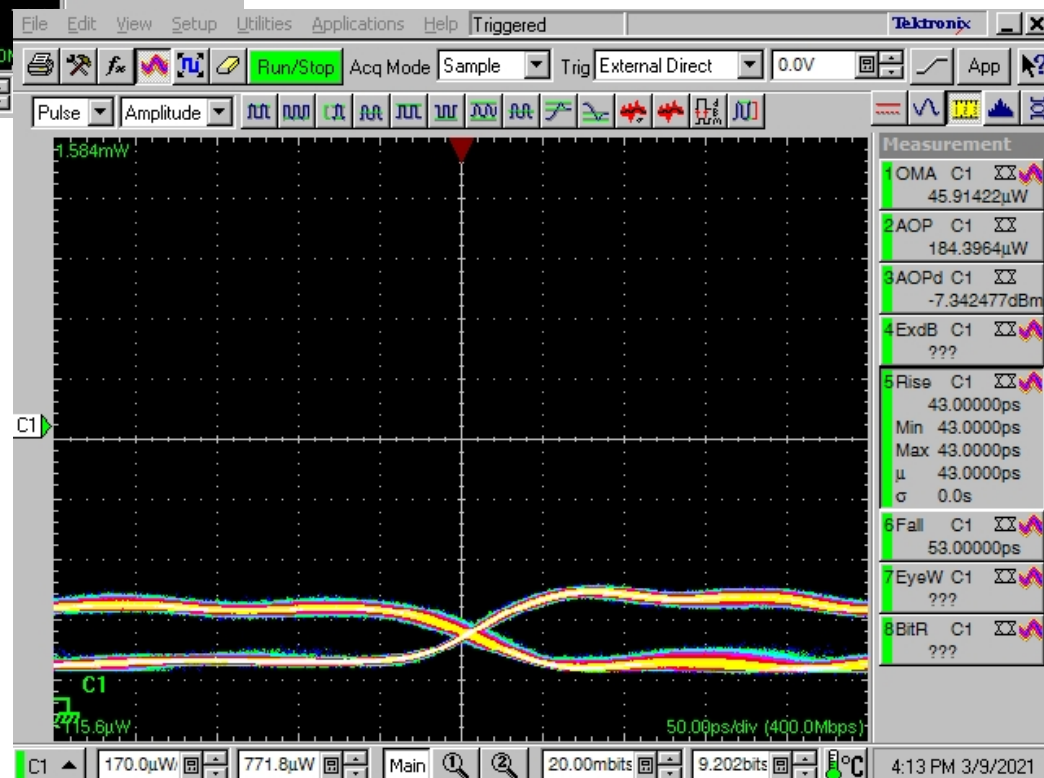 File Edit View Setup Utilities Applications Help Triggered Tektronix
Run/Stop Acq Mode Sample Trig External Direct 0.0V App
Pulse Amplitude
1.584mW
Measurement
1 OMA C1
45.91422µW
2 AOP C1
184.3964µW
3 AOPd C1
-7.342477dBm
4 ExdB C1
???
5 Rise C1
43.00000ps
Min 43.0000ps
Max 43.0000ps
µ 43.0000ps
σ 0.0s
6 Fall C1
53.00000ps
7 EyeW C1
???
8 BitR C1
???
C1
C1
-115.6µW
50.00ps/div (400.0Mbps)
C1 170.0µW/ 771.8µW Main 1 2 20.00mbits 9.202bits °C 4:13 PM 3/9/2021